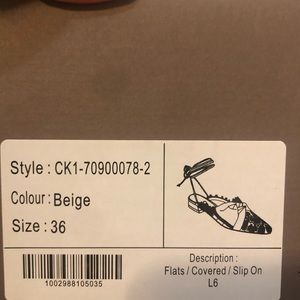 Style : CK1-70900078-2
Colour: Beige
Size : 36
1002988105035
Description :
Flats / Covered / Slip On
L6